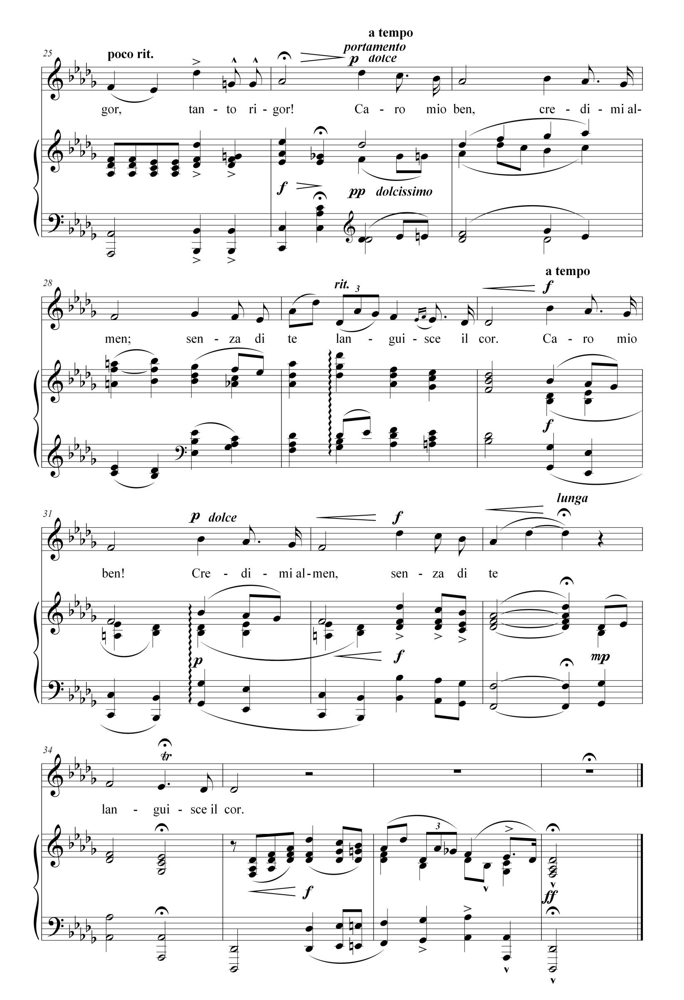 a tempo
portamento
25 poco rit. p dolce
gor, tan - to ri - gor! Ca - ro mio ben, cre - di - mi al-
f pp dolcissimo
a tempo
28 rit. 3 f
men; sen - za di te lan - gui - sce il cor. Ca - ro mio
f
lunga
31 p dolce f
ben! Cre - di - mi al - men, sen - za di te
p f mp
34 tr
lan - gui - sce il cor.
3
f ff